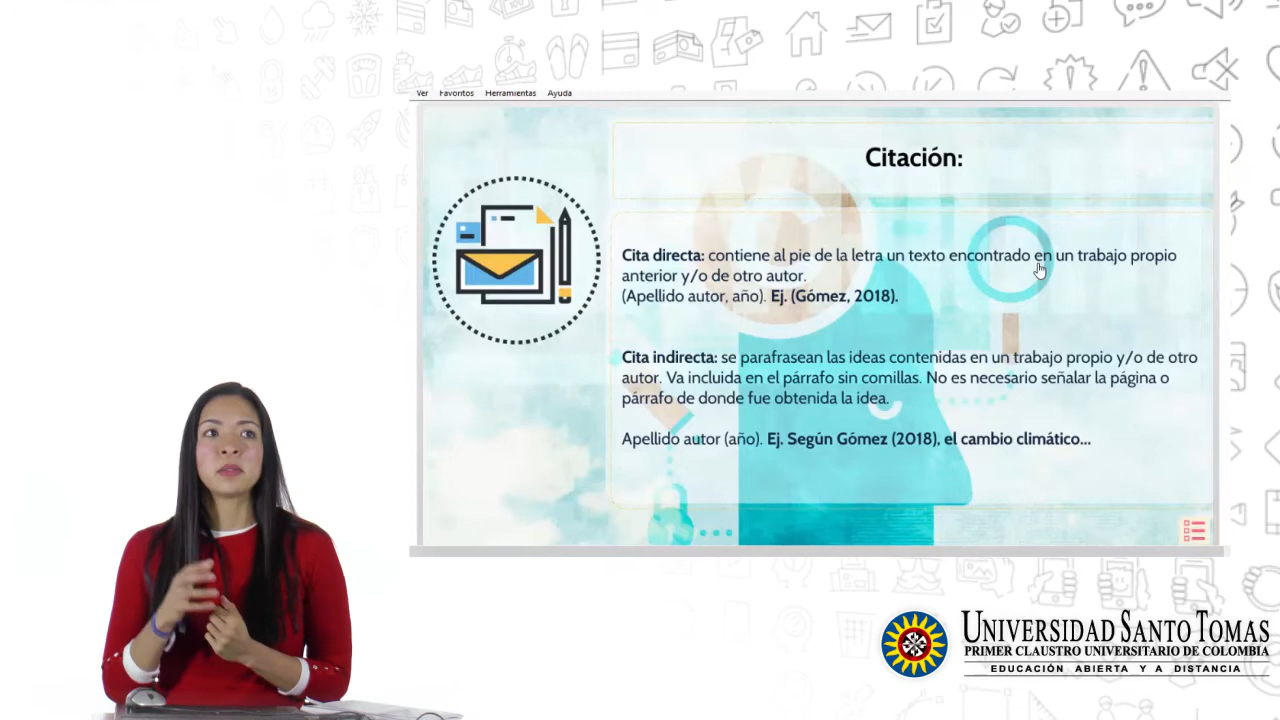 Ver Favoritos Herramientas Ayuda
Citación:
Cita directa: contiene al pie de la letra un texto encontrado en un trabajo propio
anterior y/o de otro autor.
(Apellido autor, año). Ej. (Gómez, 2018).
Cita indirecta: se parafrasean las ideas contenidas en un trabajo propio y/o de otro
autor. Va incluida en el párrafo sin comillas. No es necesario señalar la página o
párrafo de donde fue obtenida la idea.
Apellido autor (año). Ej. Según Gómez (2018), el cambio climático...
UNIVERSIDAD SANTO TOMAS
PRIMER CLAUSTRO UNIVERSITARIO DE COLOMBIA
EDUCACIÓN ABIERTA Y A DISTANCIA